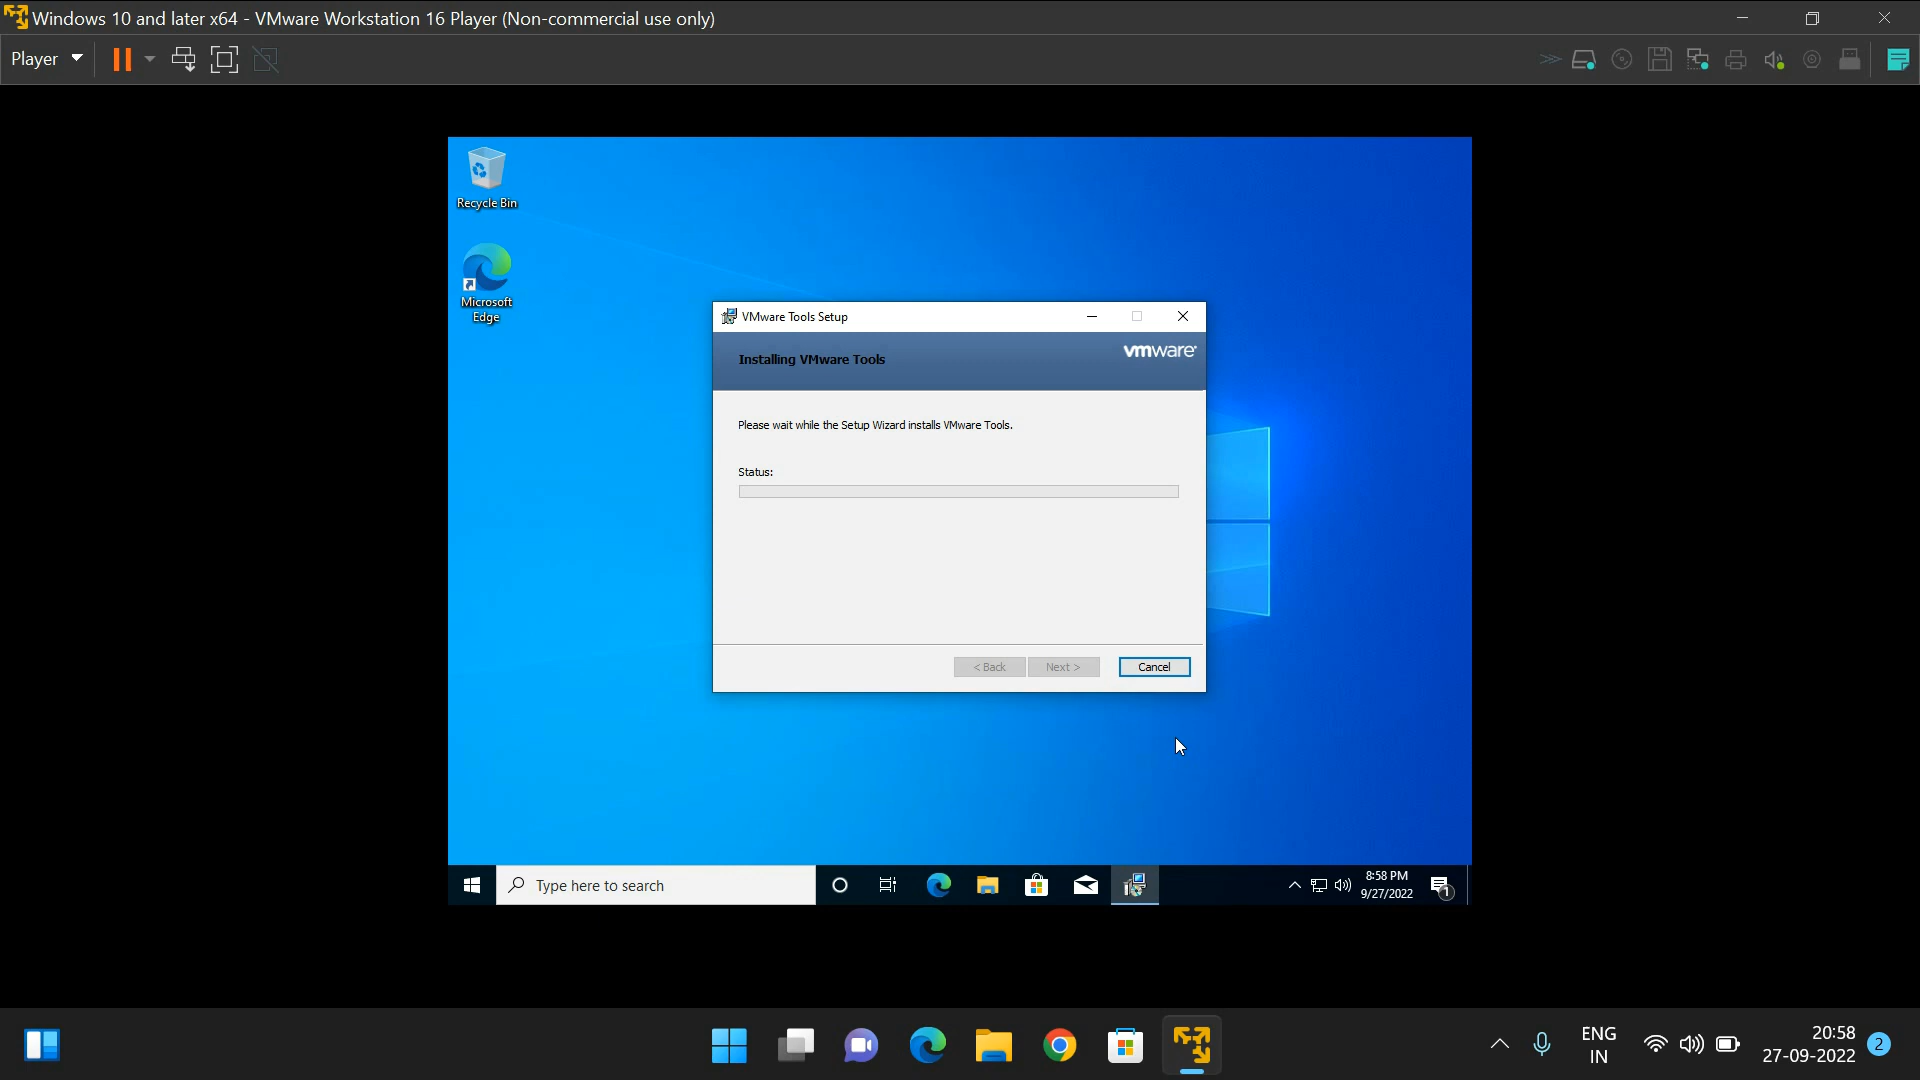 Windows 10 and later x64 - VMware Workstation 16 Player (Non-commercial use only)
Player
Recycle Bin
Microsoft
Edge
VMware Tools Setup
Installing VMware Tools
vmware
Please wait while the Setup Wizard installs VMware Tools.
Status:
< Back
Next >
Cancel
Type here to search
8:58 PM
9/27/2022
1
ENG
IN
20:58
27-09-2022
2